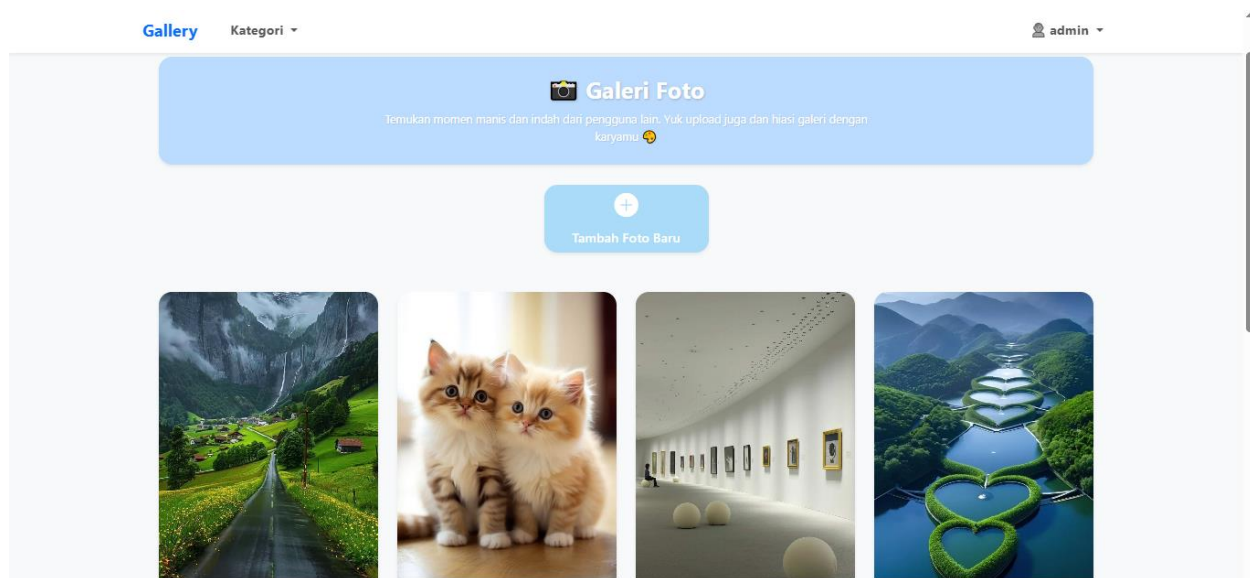 Gallery
Kategori
admin
Galeri Foto
Temukan momen manis dan indah dari pengguna lain. Yuk upload juga dan hiasi galeri dengan
karyamu
Tambah Foto Baru